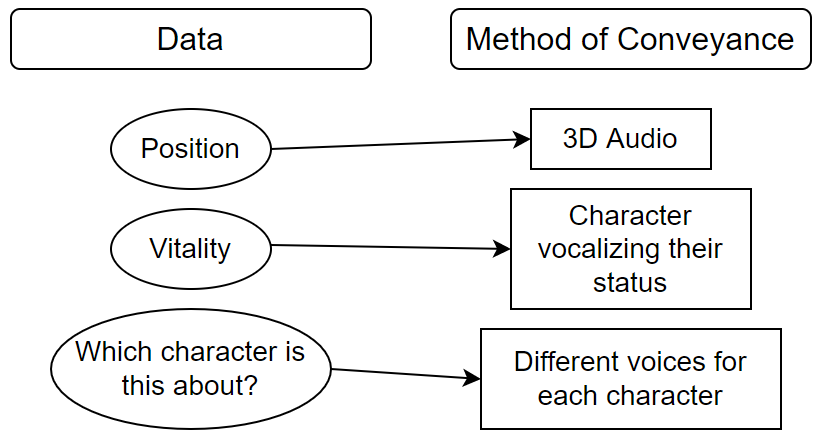 Data
Method of Conveyance
Position
3D Audio
Vitality
Character
vocalizing their
status
Which character is
this about?
Different voices for
each character